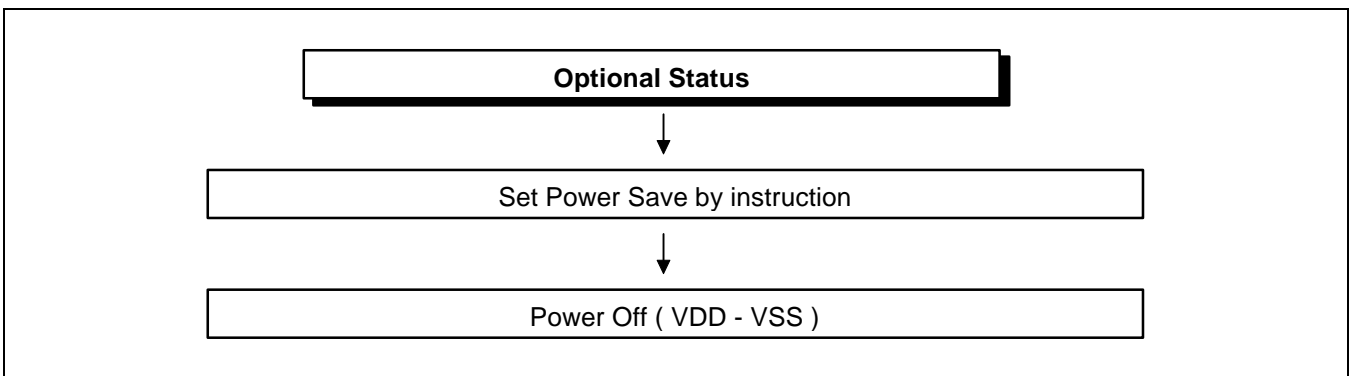 Optional Status
Set Power Save by instruction
Power Off ( VDD - VSS )